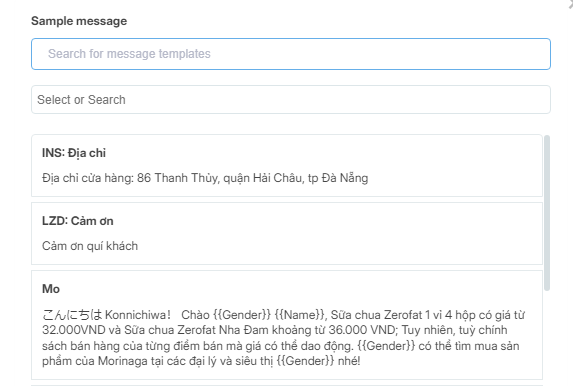 Sample message
Search for message templates
Select or Search
INS: Địa chỉ
Địa chỉ cửa hàng: 86 Thanh Thủy, quận Hải Châu, tp Đà Nẵng
LZD: Cảm ơn
Cảm ơn quí khách
Mo
こんにちは Konnichiwa! Chào {{Gender}} {{Name}}, Sữa chua Zerofat 1 vỉ 4 hộp có giá từ
32.000VND và Sữa chua Zerofat Nha Đam khoảng từ 36.000 VND; Tuy nhiên, tuỳ chính
sách bán hàng của từng điểm bán mà giá có thể dao động. {{Gender}} có thể tìm mua sản
phẩm của Morinaga tại các đại lý và siêu thị {{Gender}} nhé!